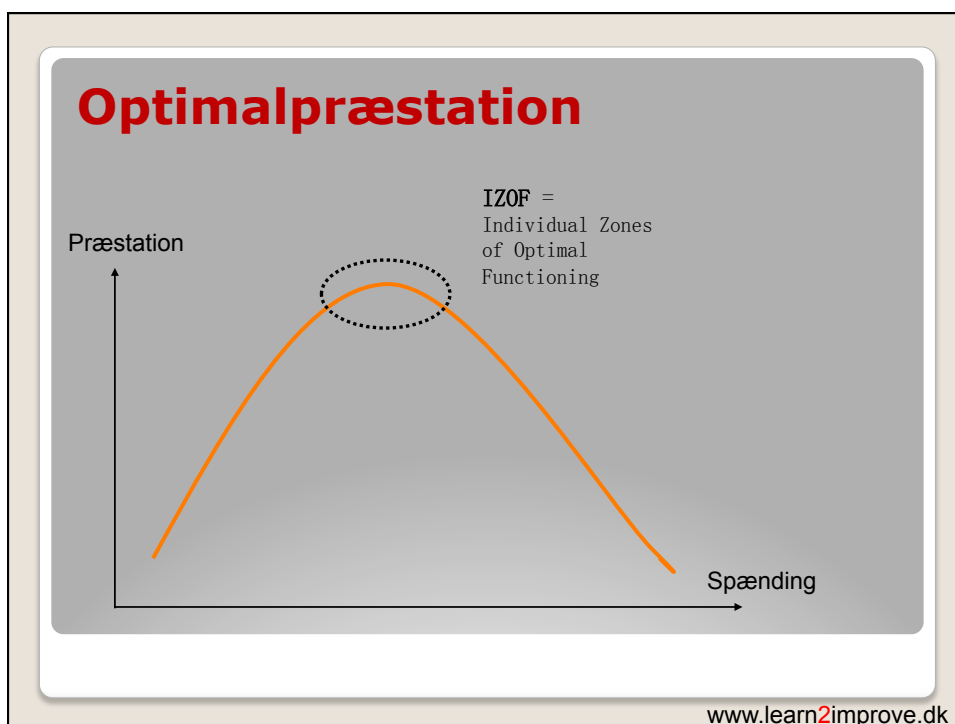 Optimalpræstation
IZOF =
Individual Zones
of Optimal
Functioning
Præstation
Spænding
www.learn2improve.dk